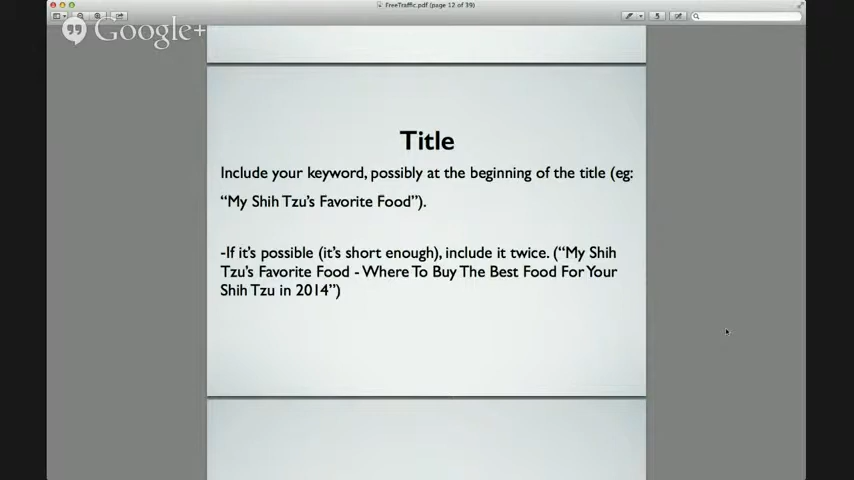 FreeTraffic.pdf (page 12 of 39)
Google+
Title
Include your keyword, possibly at the beginning of the title (eg:
“My Shih Tzu’s Favorite Food”).
-If it’s possible (it’s short enough), include it twice. (“My Shih
Tzu’s Favorite Food - Where To Buy The Best Food For Your
Shih Tzu in 2014”)